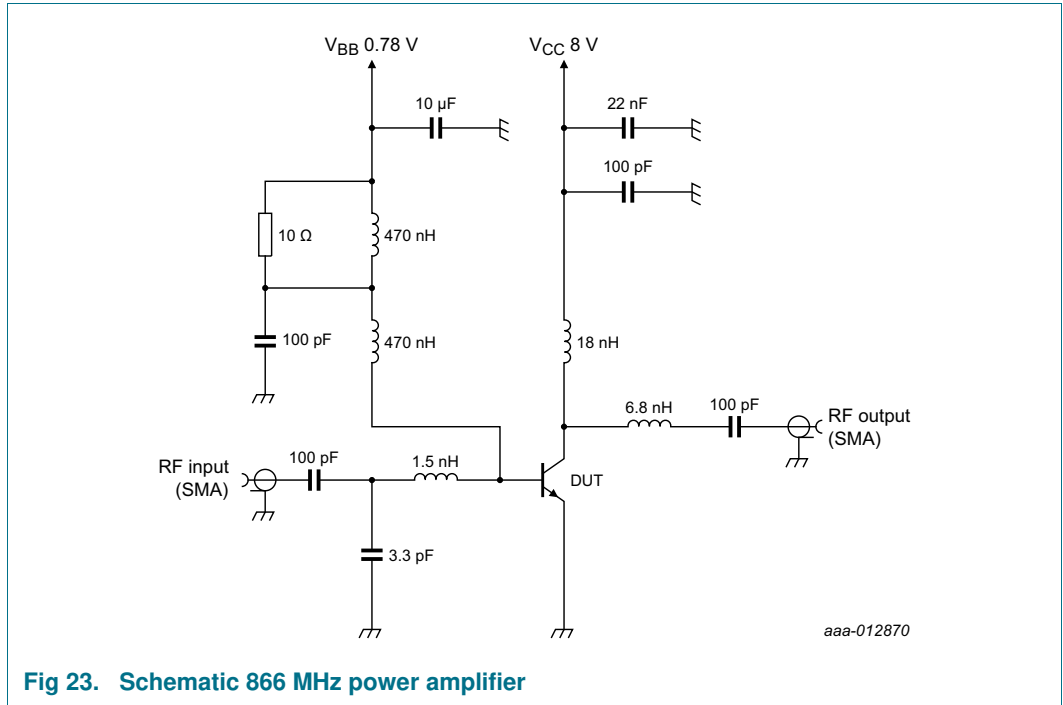 V_BB 0.78 V
V_CC 8 V
10 µF
22 nF
100 pF
10 Ω
470 nH
100 pF
470 nH
18 nH
6.8 nH
100 pF
RF output
(SMA)
RF input
(SMA)
100 pF
1.5 nH
DUT
3.3 pF
aaa-012870
Fig 23. Schematic 866 MHz power amplifier